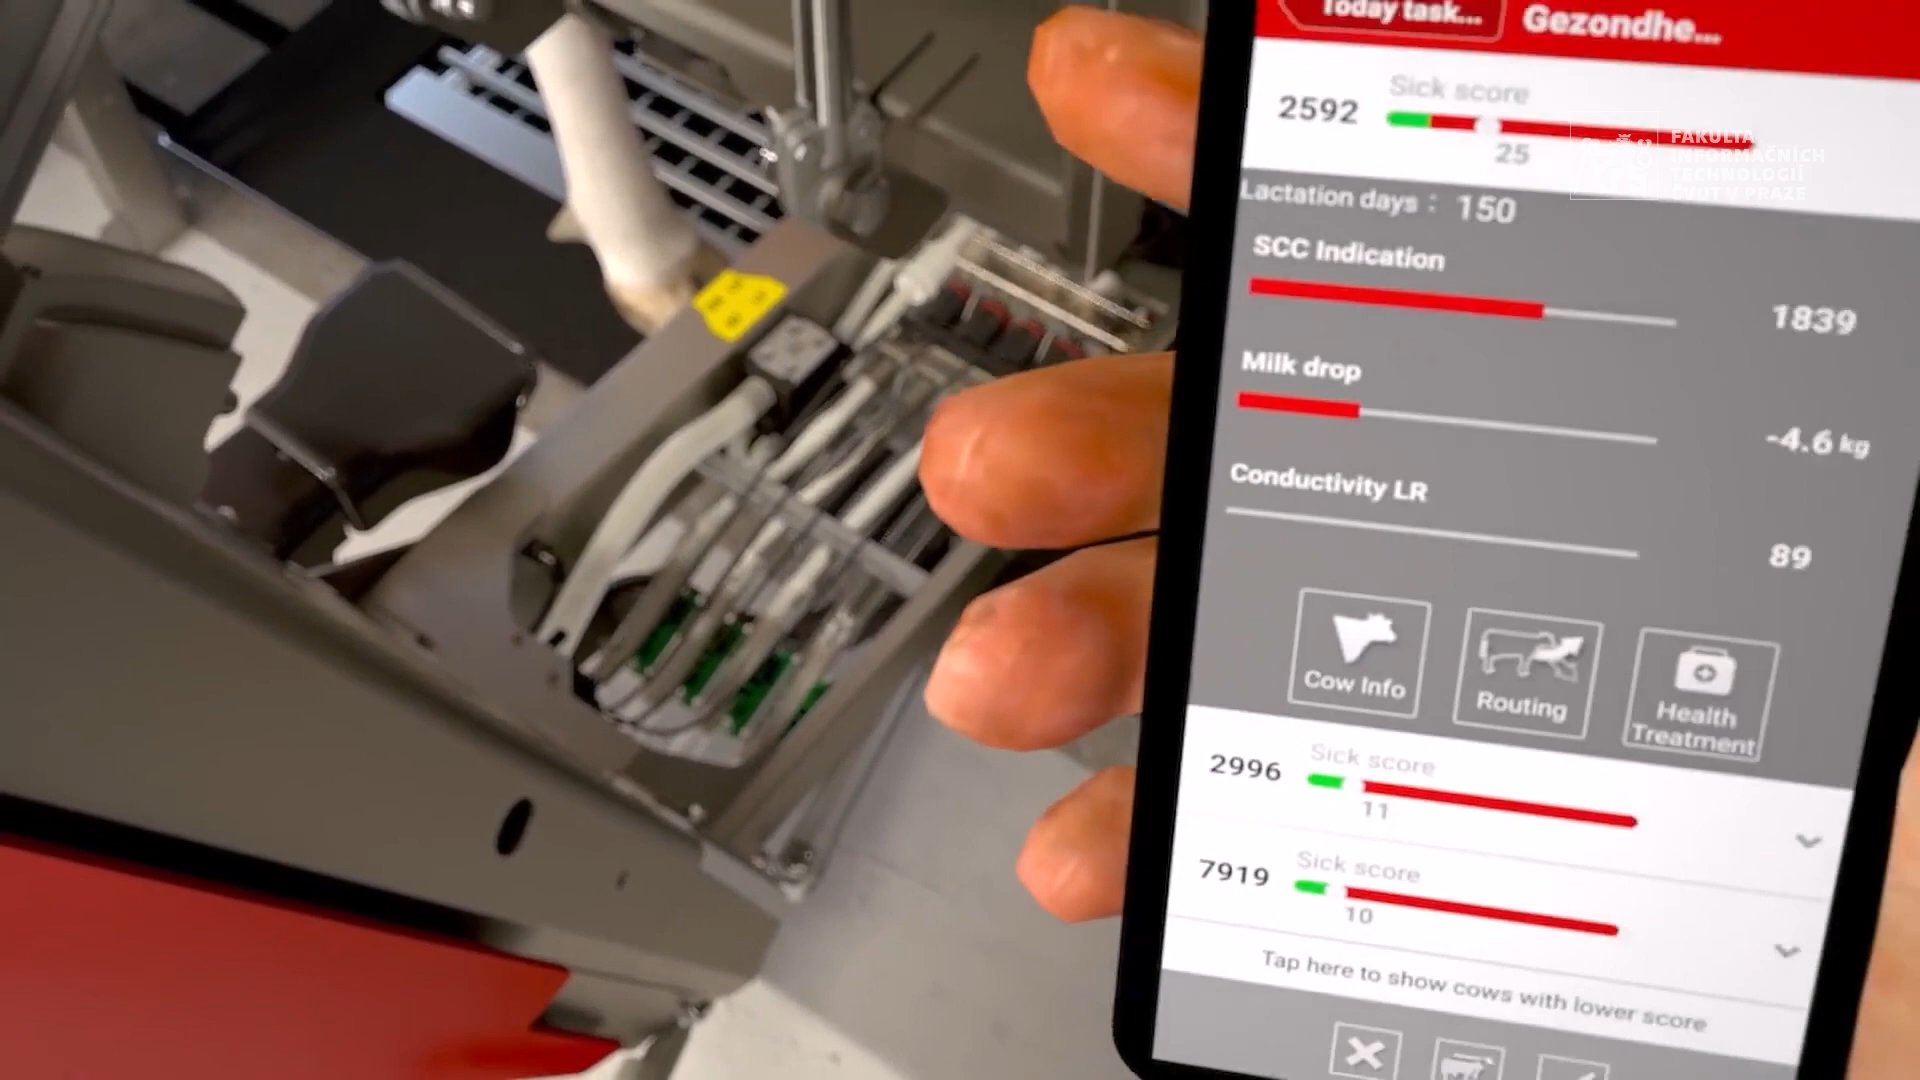 Today task...
Gezondhe...
2592
Sick score
25
FAKULTA
INFORMAČNÍCH
TECHNOLOGIÍ
ČVUT V PRAZE
Lactation days : 150
SCC Indication
1839
Milk drop
-4.6 kg
Conductivity LR
89
Cow Info
Routing
Health
Treatment
2996
Sick score
11
7919
Sick score
10
Tap here to show cows with lower score